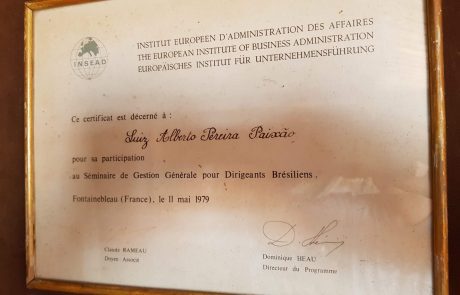 INSTITUT EUROPEEN D'ADMINISTRATION DES AFFAIRES
THE EUROPEAN INSTITUTE OF BUSINESS ADMINISTRATION
EUROPÄISCHES INSTITUT FÜR UNTERNEHMENSFÜHRUNG
INSEAD
Ce certificat est décerné à :
Luiz Alberto Pereira Paixão
pour sa participation
au Séminaire de Gestion Générale pour Dirigeants Brésiliens.
Fontainebleau (France), le 11 mai 1979
Claude RAMEAU
Doyen Associé
Dominique HEAU
Directeur du Programme